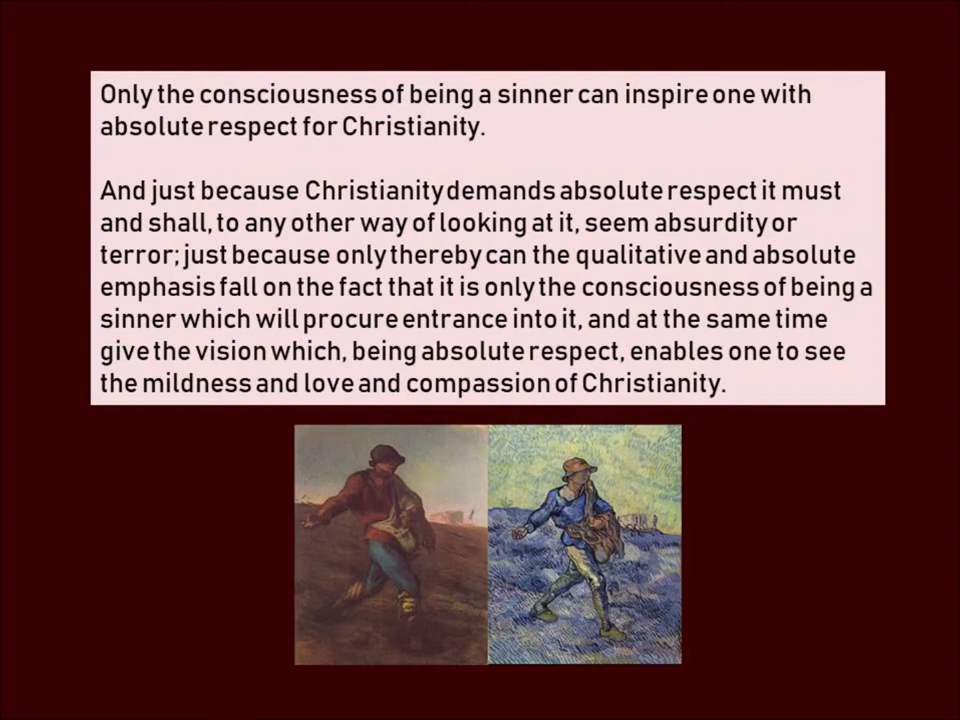 Only the consciousness of being a sinner can inspire one with
absolute respect for Christianity.
And just because Christianity demands absolute respect it must
and shall, to any other way of looking at it, seem absurdity or
terror; just because only thereby can the qualitative and absolute
emphasis fall on the fact that it is only the consciousness of being a
sinner which will procure entrance into it, and at the same time
give the vision which, being absolute respect, enables one to see
the mildness and love and compassion of Christianity.